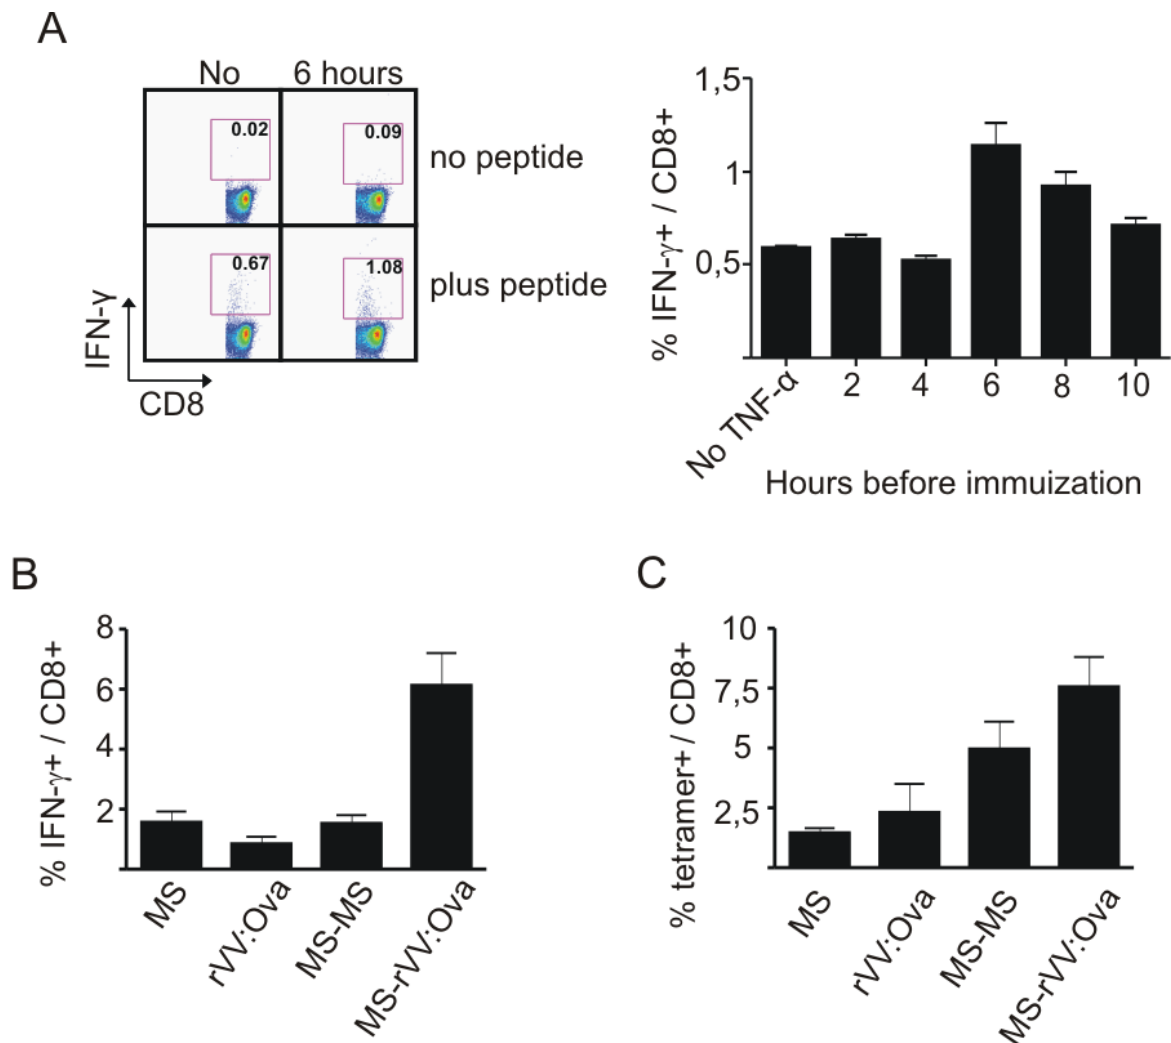 A
No 6 hours
0.02 0.09
no peptide
0.67 1.08
plus peptide
IFN-γ
CD8
% IFN-γ+ / CD8+
1,5
1
0,5
No TNF-α 2 4 6 8 10
Hours before immuization
B
% IFN-γ+ / CD8+
8
6
4
2
MS rVV:Ova MS-MS MS-rVV:Ova
C
% tetramer+ / CD8+
10
7,5
5
2,5
MS rVV:Ova MS-MS MS-rVV:Ova